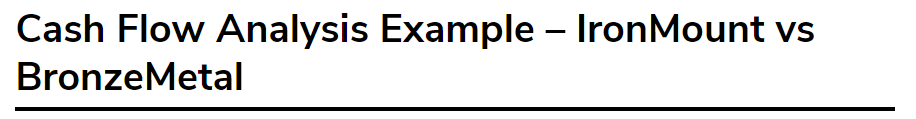 Cash Flow Analysis Example – IronMount vs
BronzeMetal